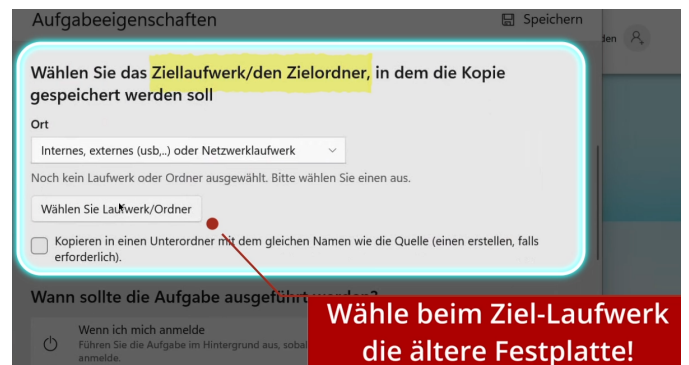 Aufgabeeigenschaften
Speichern
Wählen Sie das Ziellaufwerk/den Zielordner, in dem die Kopie
gespeichert werden soll
Ort
Internes, externes (usb,..) oder Netzwerklaufwerk
Noch kein Laufwerk oder Ordner ausgewählt. Bitte wählen Sie einen aus.
Wählen Sie Laufwerk/Ordner
Kopieren in einen Unterordner mit dem gleichen Namen wie die Quelle (einen erstellen, falls
erforderlich).
Wann sollte die Aufgabe ausgeführt werden?
Wenn ich mich anmelde
Führen Sie die Aufgabe im Hintergrund aus,
anmelde.
Wähle beim Ziel-Laufwerk
die ältere Festplatte!